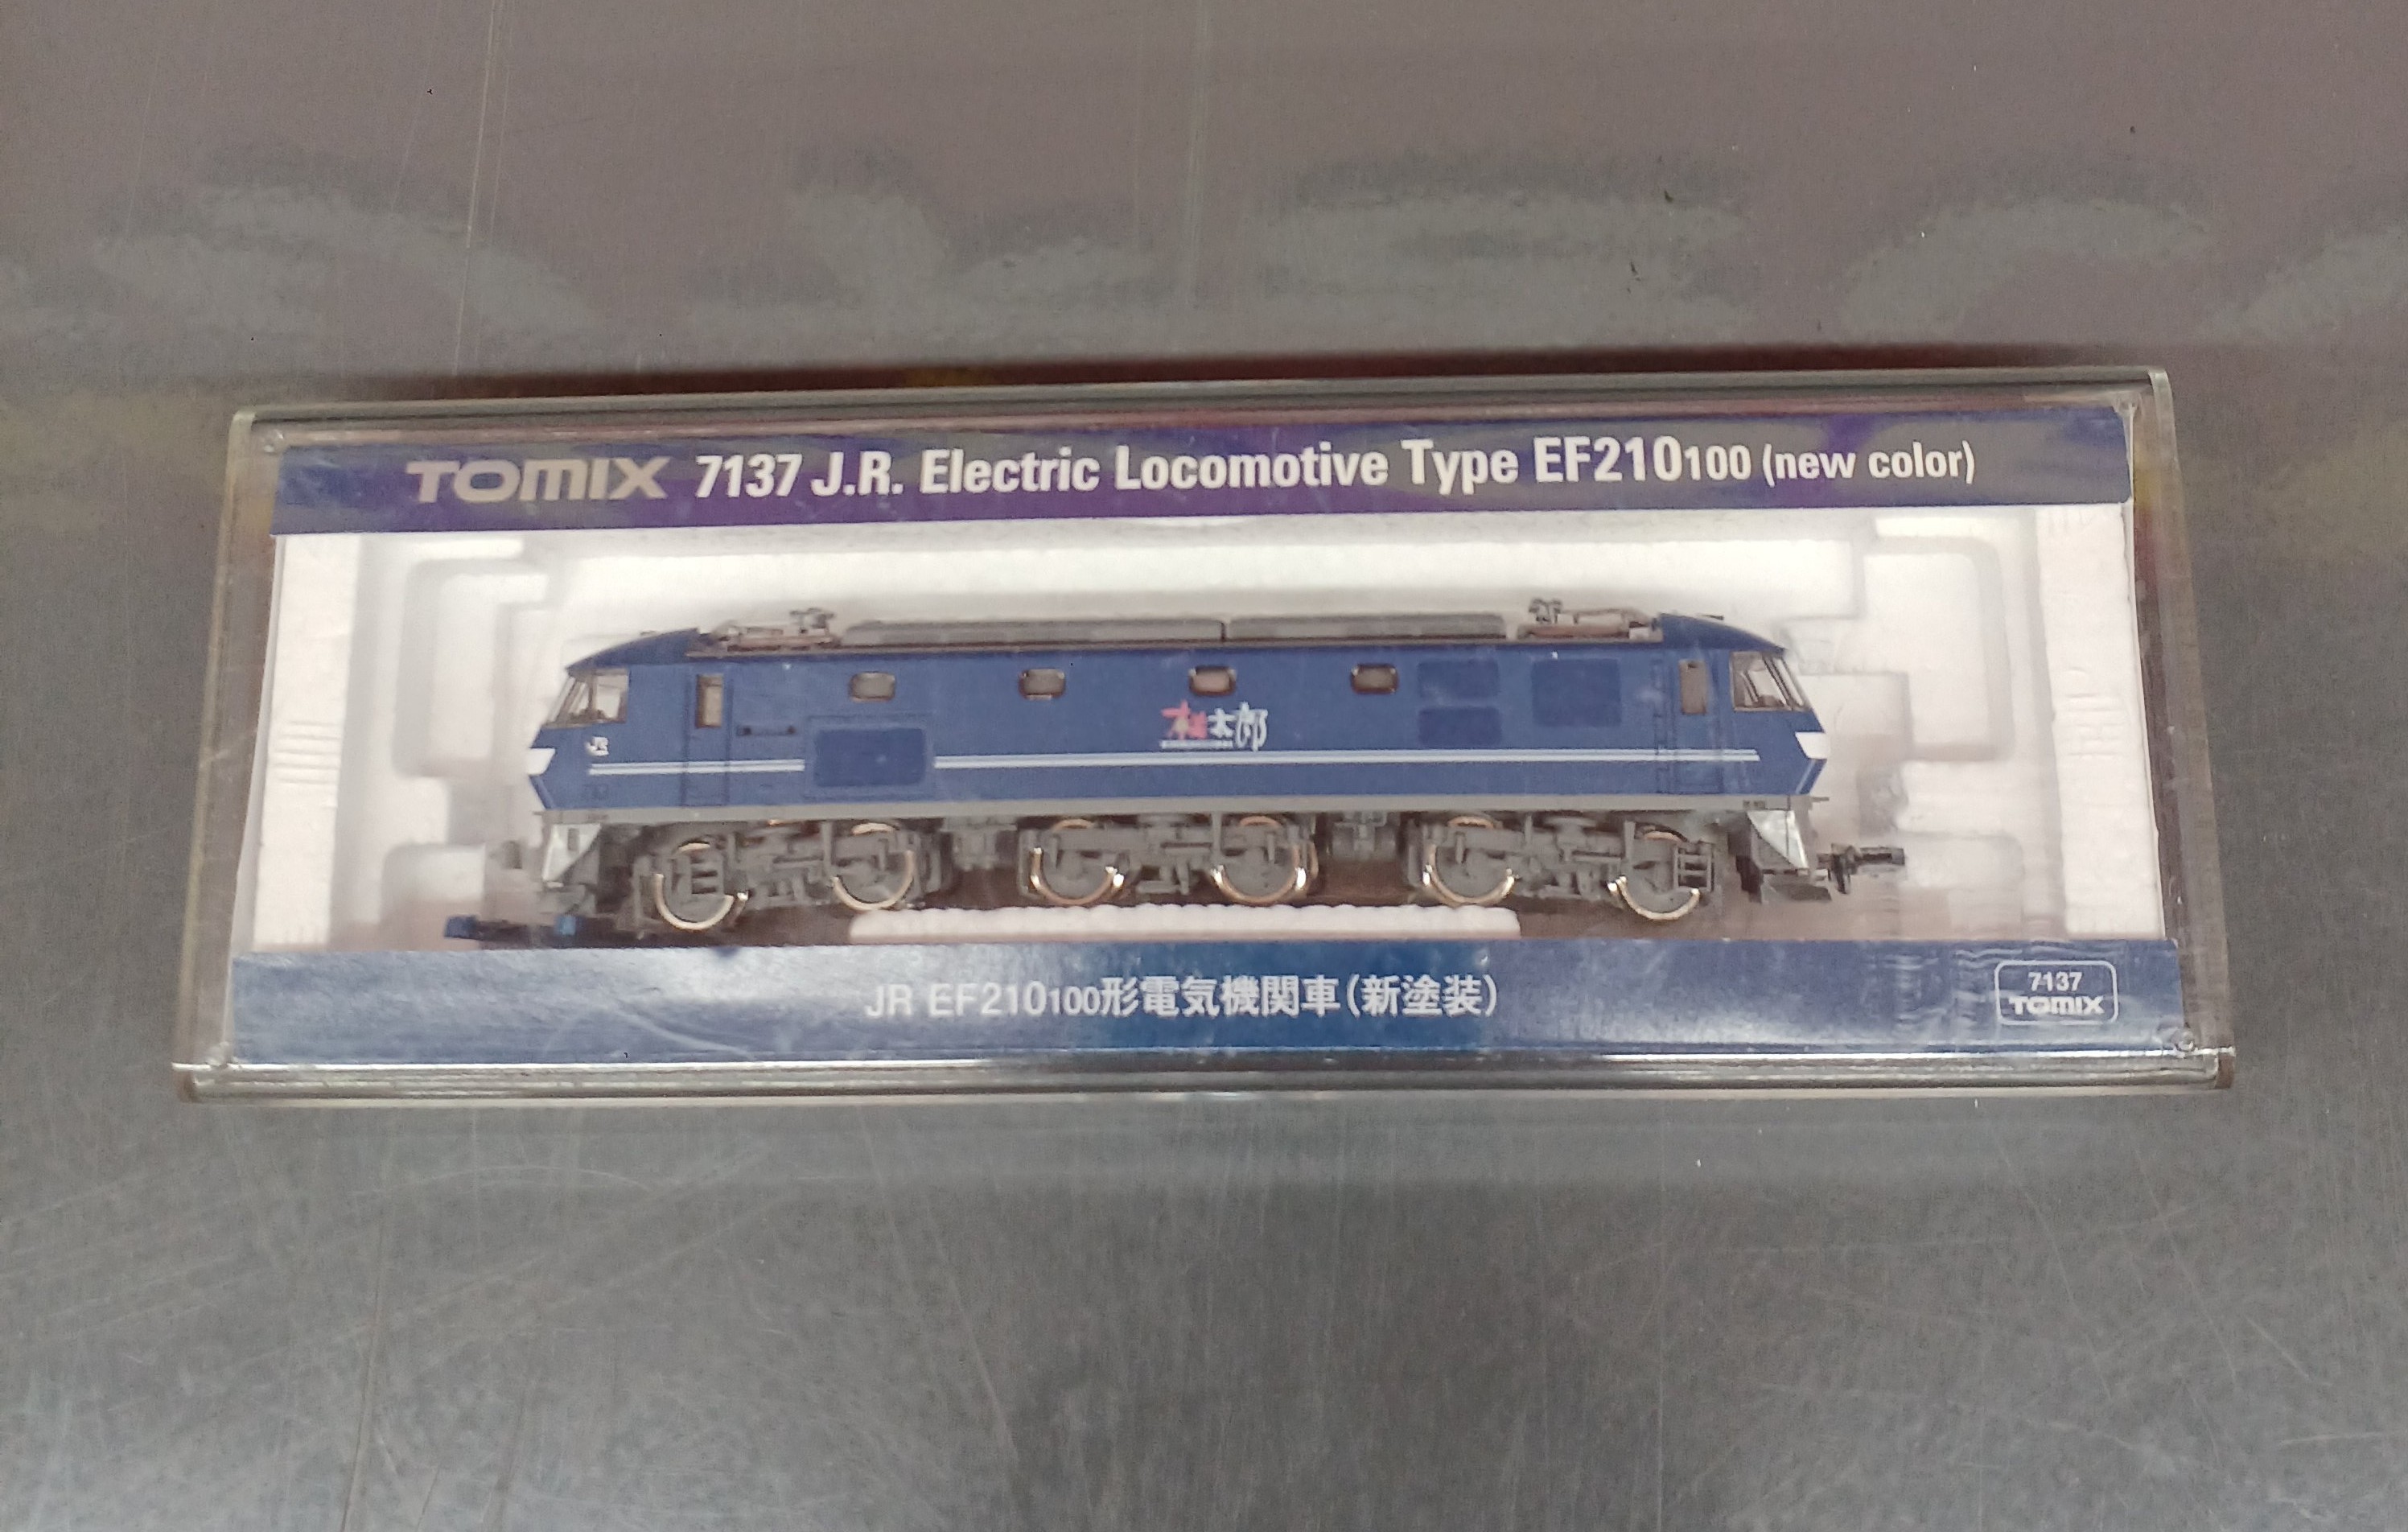 TOMIX 7137 J.R. Electric Locomotive Type EF210100 (new color)
桃太郎
JR
JR EF210100形電気機関車(新塗装)
7137
TOMIX